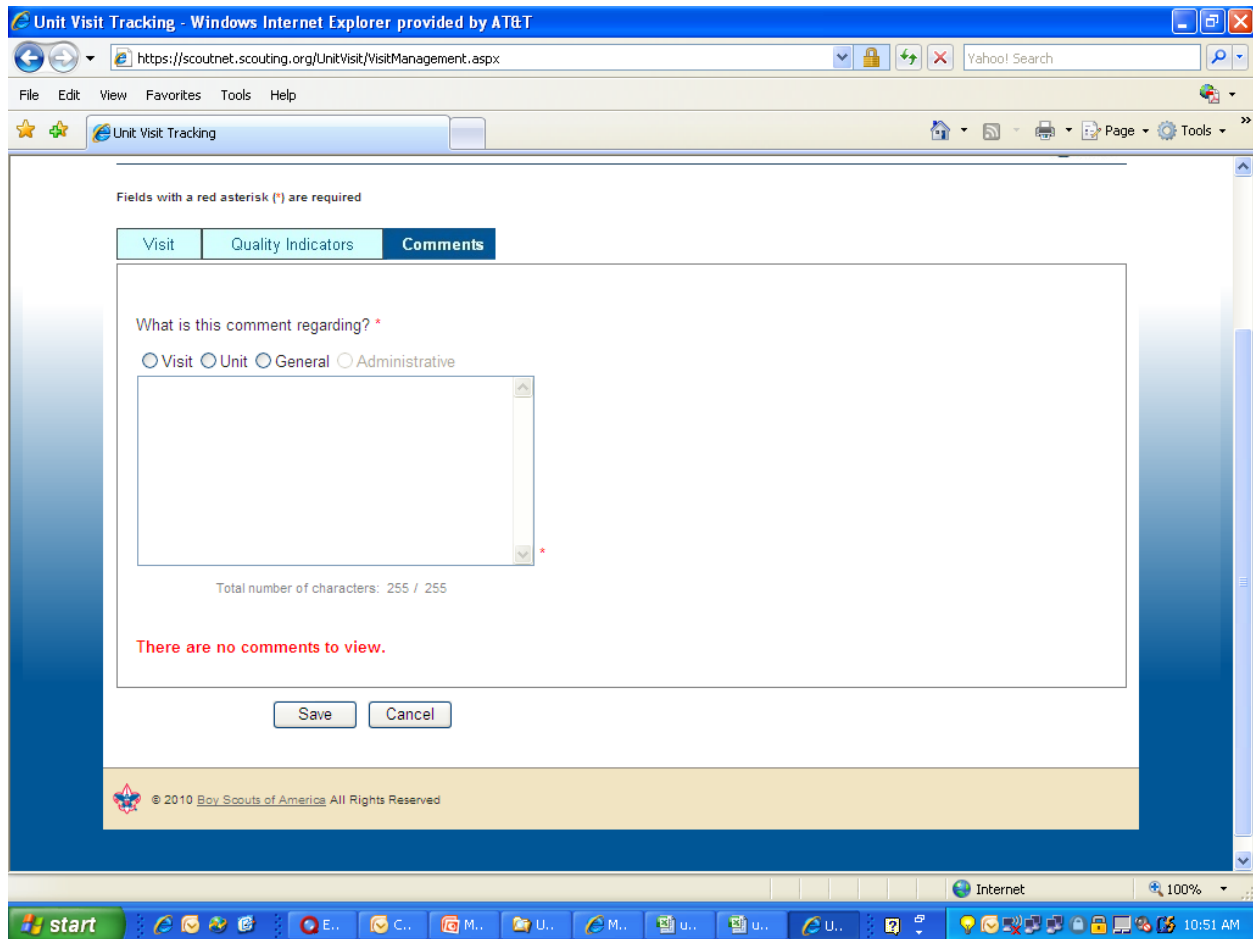 Unit Visit Tracking - Windows Internet Explorer provided by AT&T
https://scoutnet.scouting.org/UnitVisit/VisitManagement.aspx Yahoo! Search
File Edit View Favorites Tools Help
Unit Visit Tracking Page Tools
Fields with a red asterisk (*) are required
Visit Quality Indicators Comments
What is this comment regarding? *
Visit Unit General Administrative
*
Total number of characters: 255 / 255
There are no comments to view.
Save Cancel
© 2010 Boy Scouts of America All Rights Reserved
Internet 100%
start E.. C.. M.. U.. M.. u.. u.. U.. 10:51 AM